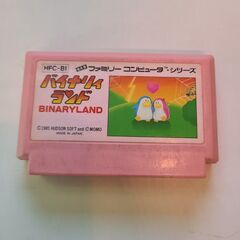 HFC-BI
ファミリー コンピュータ・シリーズ
バイナリィ
ランド
BINARYLAND
©1985 HUDSON SOFT and ©MOMO
MADE IN JAPAN